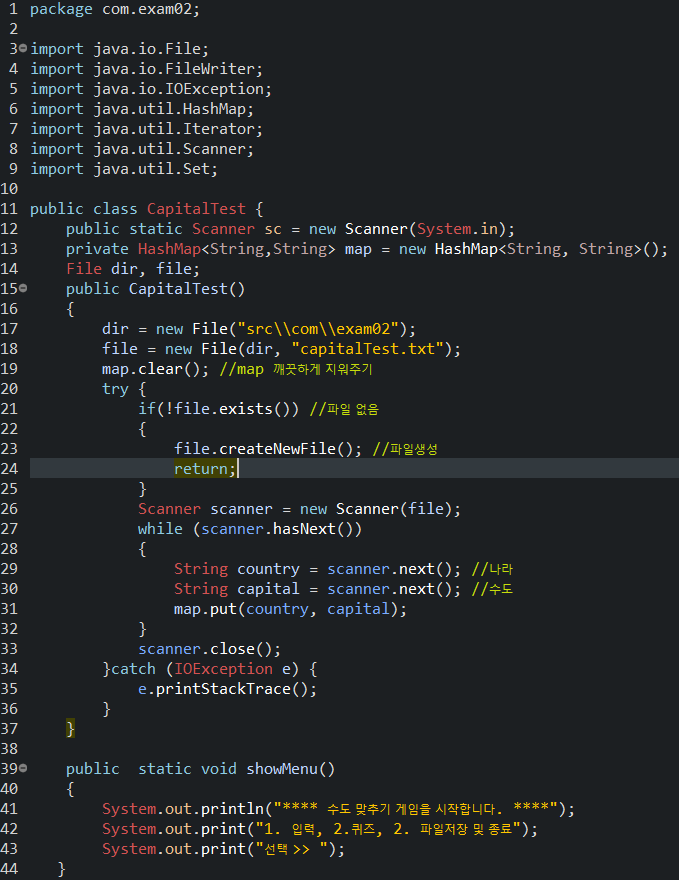 1 package com.exam02;
2
3 import java.io.File;
4 import java.io.FileWriter;
5 import java.io.IOException;
6 import java.util.HashMap;
7 import java.util.Iterator;
8 import java.util.Scanner;
9 import java.util.Set;
10
11 public class CapitalTest {
12     public static Scanner sc = new Scanner(System.in);
13     private HashMap<String,String> map = new HashMap<String, String>();
14     File dir, file;
15     public CapitalTest()
16     {
17         dir = new File("src\\com\\exam02");
18         file = new File(dir, "capitalTest.txt");
19         map.clear(); //map 깨끗하게 지워주기
20         try {
21             if(!file.exists()) //파일 없음
22             {
23                 file.createNewFile(); //파일생성
24                 return;
25             }
26             Scanner scanner = new Scanner(file);
27             while (scanner.hasNext())
28             {
29                 String country = scanner.next(); //나라
30                 String capital = scanner.next(); //수도
31                 map.put(country, capital);
32             }
33             scanner.close();
34         }catch (IOException e) {
35             e.printStackTrace();
36         }
37     }
38
39     public  static void showMenu()
40     {
41         System.out.println("**** 수도 맞추기 게임을 시작합니다. ****");
42         System.out.print("1. 입력, 2.퀴즈, 2. 파일저장 및 종료");
43         System.out.print("선택 >> ");
44     }